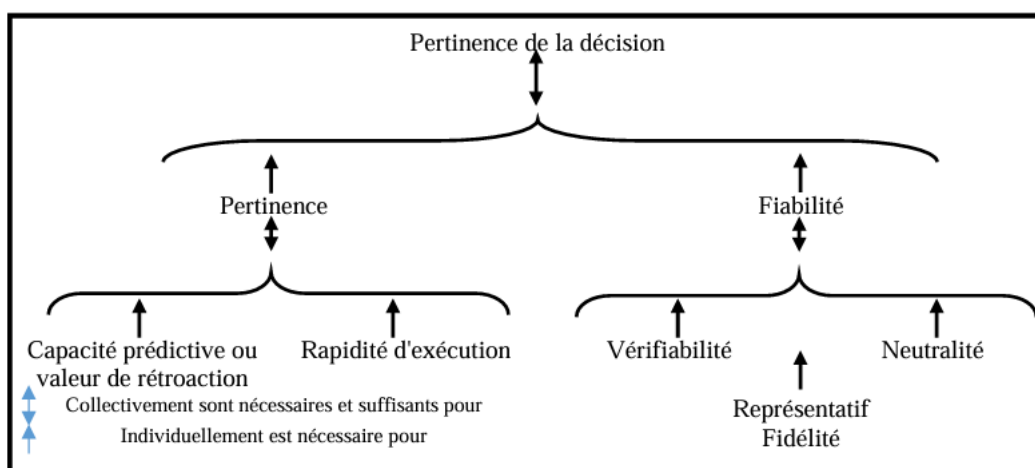 Pertinence de la décision
Pertinence
Fiabilité
Capacité prédictive ou
valeur de rétroaction
Rapidité d'exécution
Vérifiabilité
Neutralité
Représentatif
Fidélité
Collectivement sont nécessaires et suffisants pour
Individuellement est nécessaire pour